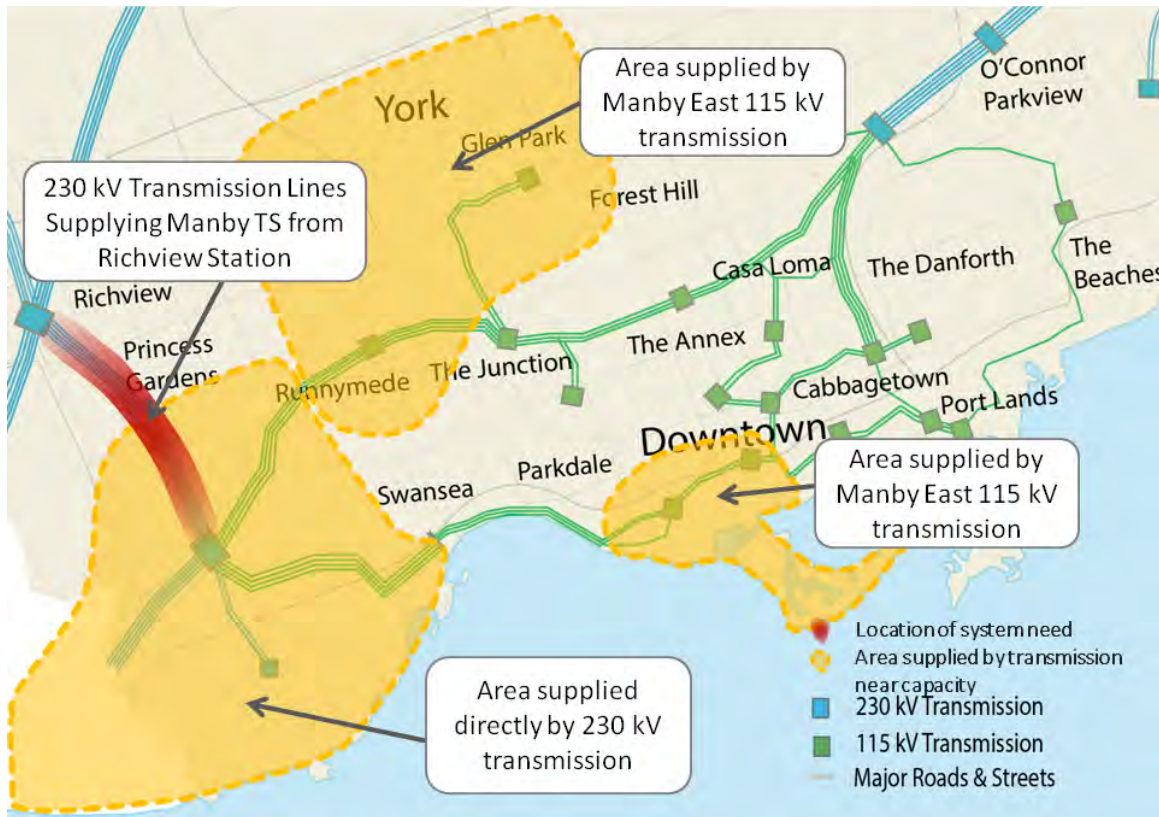 York
Area supplied by
Manby East 115 kV
transmission
O'Connor
Parkview
Glen Park
Forest Hill
230 kV Transmission Lines
Supplying Manby TS from
Richview Station
Richview
Princess
Gardens
Runnymede
The Junction
Casa Loma
The Annex
The Danforth
The
Beaches
Cabbagetown
Port Lands
Downtown
Parkdale
Swansea
Area supplied by
Manby East 115 kV
transmission
Area supplied
directly by 230 kV
transmission
Location of system need
Area supplied by transmission
near capacity
230 kV Transmission
115 kV Transmission
Major Roads & Streets